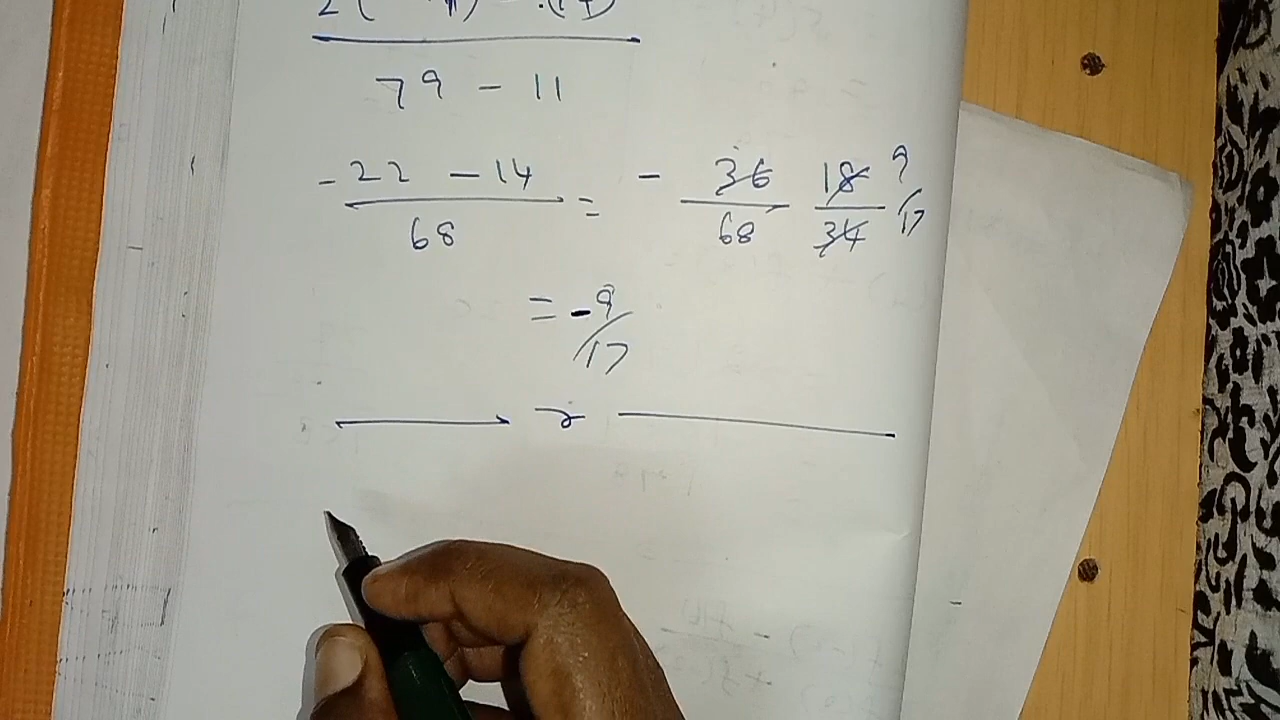 79 - 11
- 22 - 14 / 68 = - 36 / 68 18 / 34 9/17
= -9/17